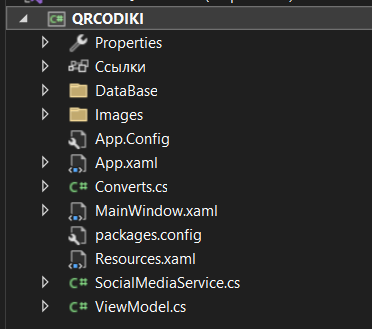 QRCODIKI
Properties
Ссылки
DataBase
Images
App.Config
App.xaml
C# Converts.cs
MainWindow.xaml
packages.config
Resources.xaml
C# SocialMediaService.cs
C# ViewModel.cs